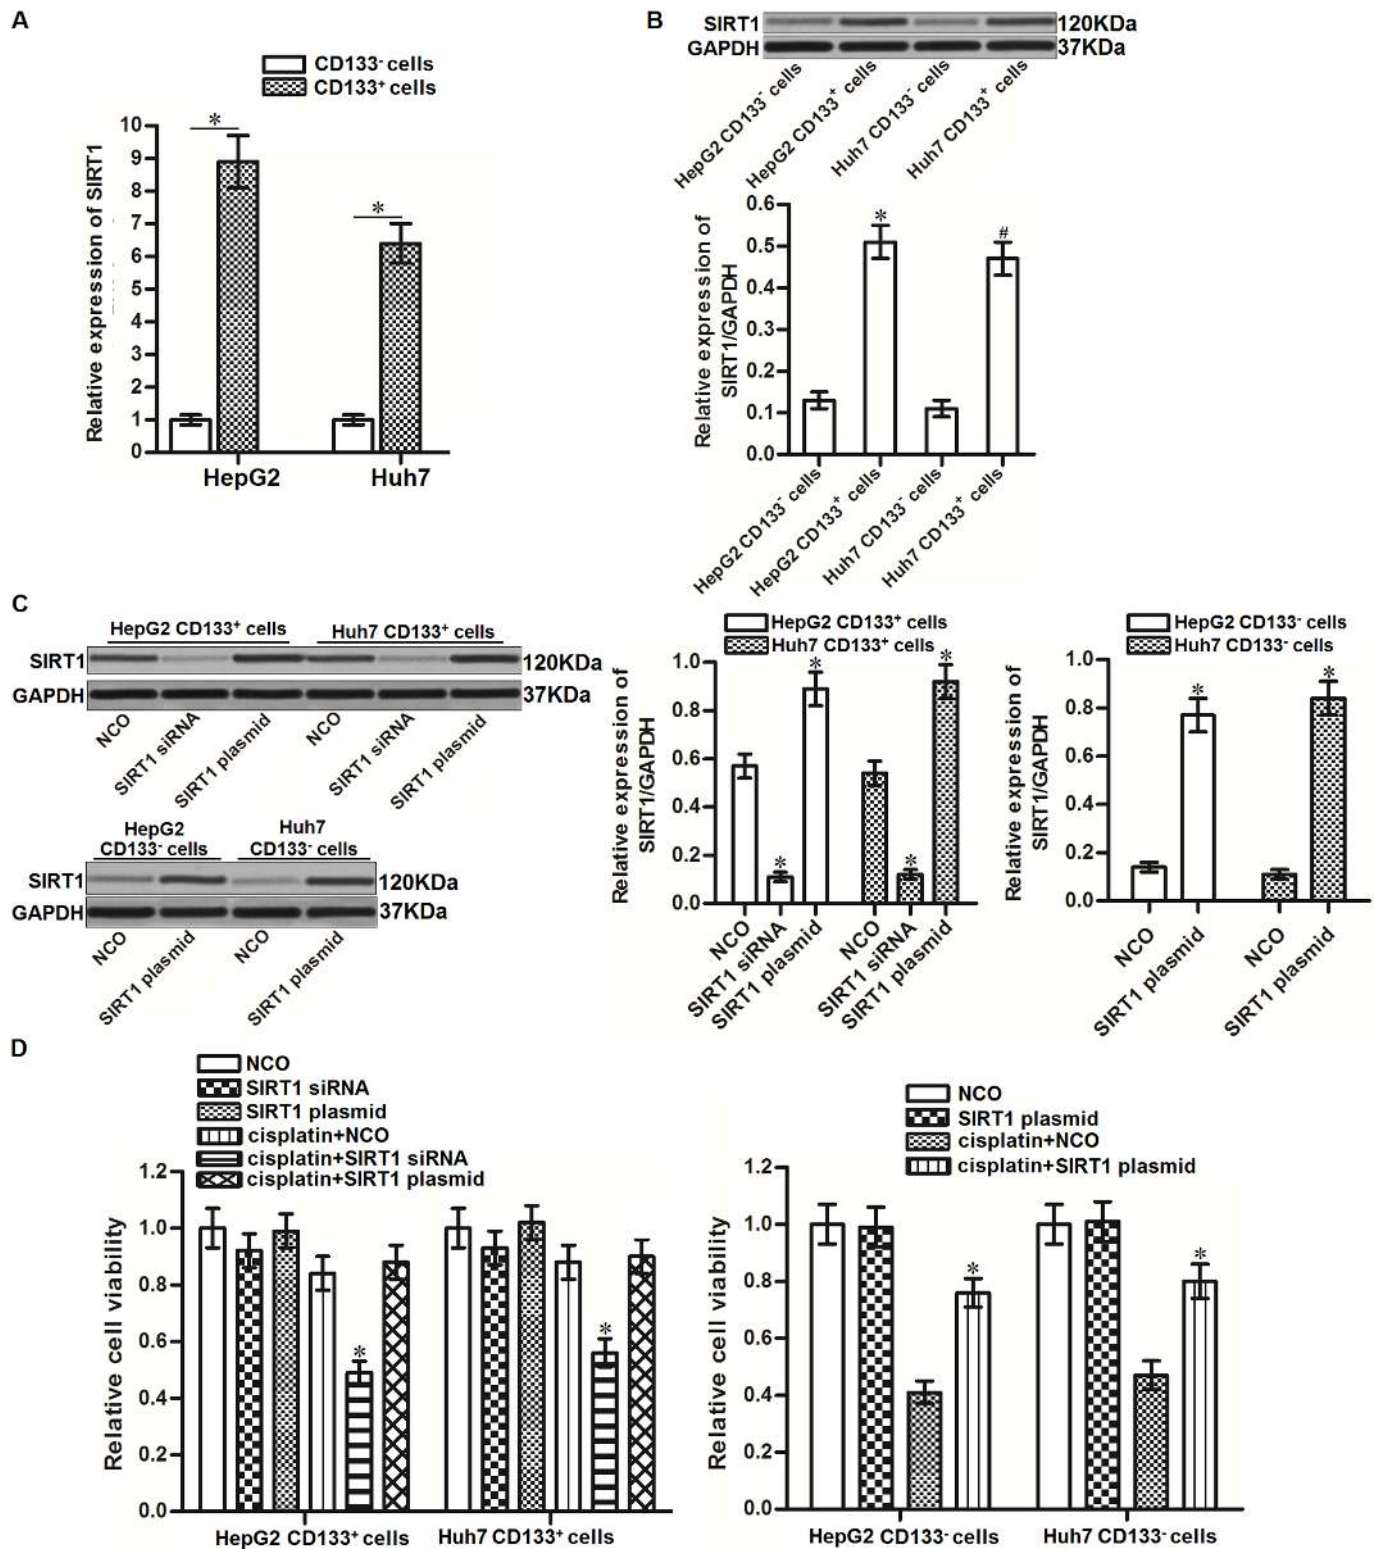 A
CD133- cells
CD133+ cells
Relative expression of SIRT1
10
9
8
7
6
5
4
3
2
1
0
*
*
HepG2
Huh7
B
SIRT1
120KDa
GAPDH
37KDa
HepG2 CD133- cells
HepG2 CD133+ cells
Huh7 CD133- cells
Huh7 CD133+ cells
Relative expression of
SIRT1/GAPDH
0.6
0.5
0.4
0.3
0.2
0.1
0.0
*
#
HepG2 CD133- cells
HepG2 CD133+ cells
Huh7 CD133- cells
Huh7 CD133+ cells
C
HepG2 CD133+ cells
Huh7 CD133+ cells
SIRT1
120KDa
GAPDH
37KDa
NCO
SIRT1 siRNA
SIRT1 plasmid
NCO
SIRT1 siRNA
SIRT1 plasmid
HepG2
CD133- cells
Huh7
CD133- cells
SIRT1
120KDa
GAPDH
37KDa
NCO
SIRT1 plasmid
NCO
SIRT1 plasmid
HepG2 CD133+ cells
Huh7 CD133+ cells
Relative expression of
SIRT1/GAPDH
1.0
0.8
0.6
0.4
0.2
0.0
*
*
*
*
NCO
SIRT1 siRNA
SIRT1 plasmid
NCO
SIRT1 siRNA
SIRT1 plasmid
HepG2 CD133- cells
Huh7 CD133- cells
Relative expression of
SIRT1/GAPDH
1.0
0.8
0.6
0.4
0.2
0.0
*
*
NCO
SIRT1 plasmid
NCO
SIRT1 plasmid
D
NCO
SIRT1 siRNA
SIRT1 plasmid
cisplatin+NCO
cisplatin+SIRT1 siRNA
cisplatin+SIRT1 plasmid
Relative cell viability
1.2
1.0
0.8
0.6
0.4
0.2
0.0
*
*
HepG2 CD133+ cells
Huh7 CD133+ cells
NCO
SIRT1 plasmid
cisplatin+NCO
cisplatin+SIRT1 plasmid
Relative cell viability
1.2
1.0
0.8
0.6
0.4
0.2
0.0
*
*
HepG2 CD133- cells
Huh7 CD133- cells